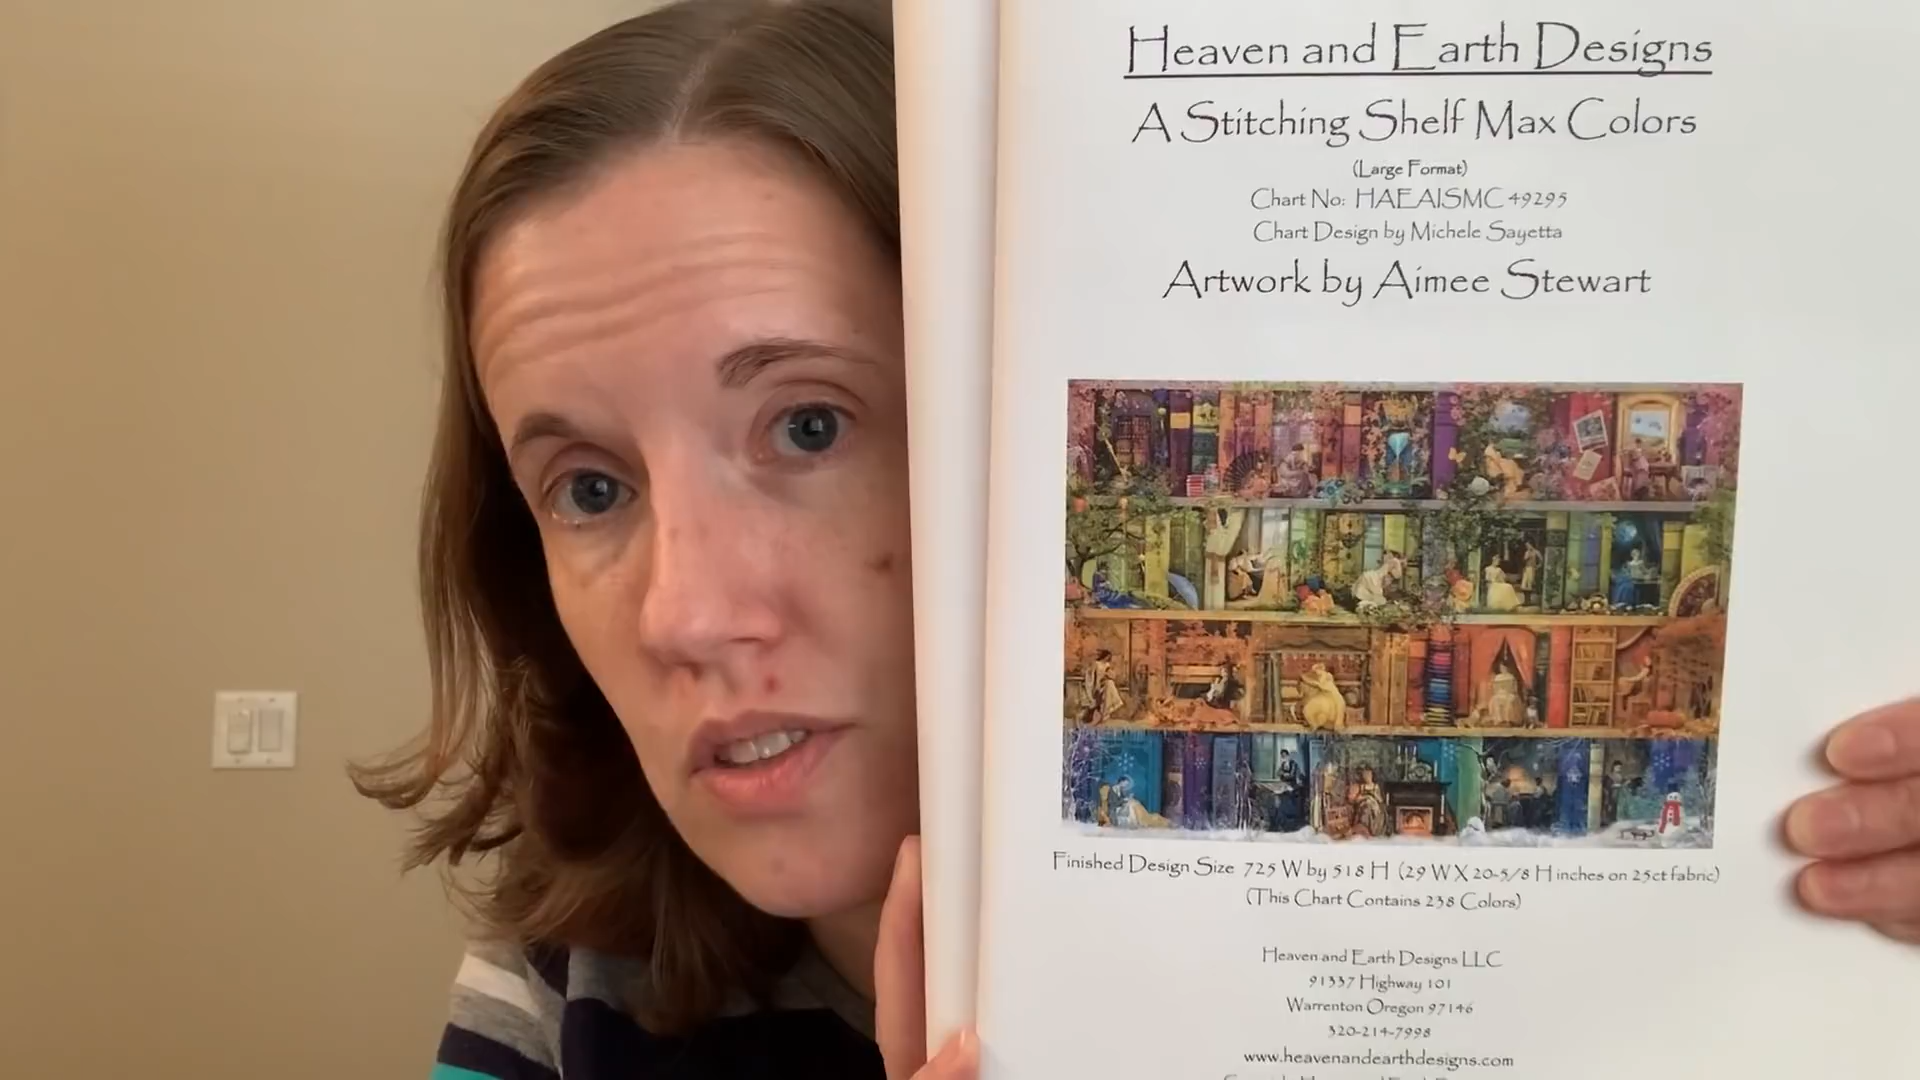 Heaven and Earth Designs
A Stitching Shelf Max Colors
(Large Format)
Chart No: HAEAISMC 49295
Chart Design by Michele Sayetta
Artwork by Aimee Stewart
Finished Design Size 725 W by 518 H (29 W X 20-5/8 H inches on 25ct fabric)
(This Chart Contains 238 Colors)
Heaven and Earth Designs LLC
91337 Highway 101
Warrenton Oregon 97146
320-214-7998
www.heavenandearthdesigns.com